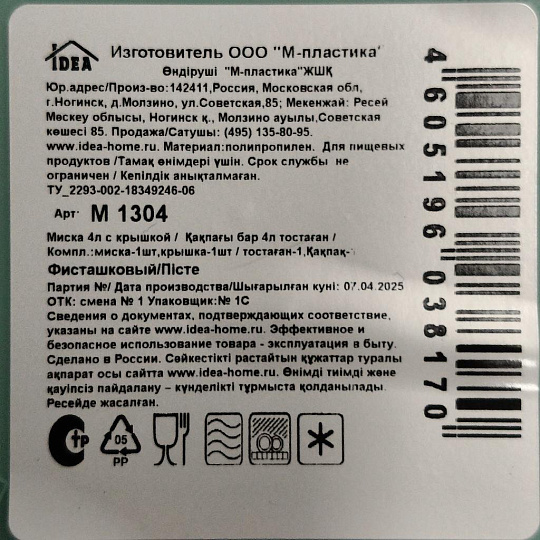 IDEA
Изготовитель ООО "М-пластика"
Өндіруші "М-пластика"ЖШҚ
Юр.адрес/Произ-во:142411,Россия, Московская обл,
г.Ногинск, д.Молзино, ул.Советская,85; Мекенжай: Ресей
Мәскеу облысы, Ногинск қ., Молзино ауылы,Советская
көшесі 85. Продажа/Сатушы: (495) 135-80-95.
www.idea-home.ru. Материал:полипропилен. Для пищевых
продуктов /Тамақ өнімдері үшін. Срок службы не
ограничен / Кепілдік анықталмаған.
ТУ_2293-002-18349246-06
Арт· М 1304
Миска 4л с крышкой / Қақпағы бар 4л тостаған /
Компл.:миска-1шт,крышка-1шт / тостаған-1,Қақпақ-
Фисташковый/Пісте
Партия №/ Дата производства/Шығарылған күні: 07.04.2025
ОТК: смена № 1 Упаковщик:№ 1С
Сведения о документах, подтверждающих соответствие,
указаны на сайте www.idea-home.ru. Эффективное и
безопасное использование товара - эксплуатация в быту.
Сделано в России. Сәйкестікті растайтын құжаттар туралы
ақпарат осы сайтта www.idea-home.ru. Өнімді тиімді және
қауіпсіз пайдалану – күнделікті тұрмыста қолданылады.
Ресейде жасалған.
СТР
05
PP
4 605196 038170